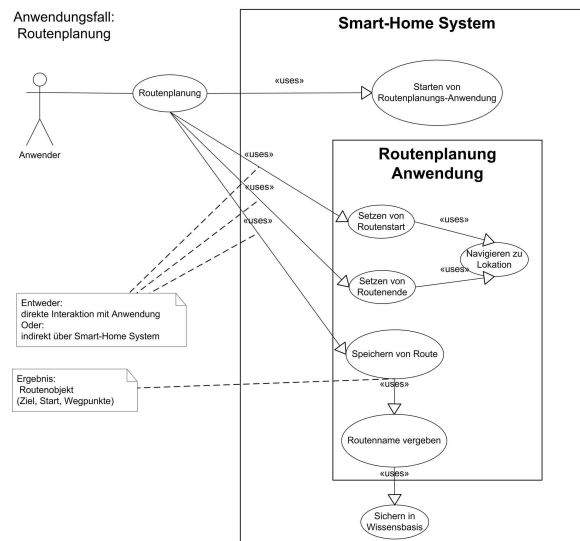 Anwendungsfall:
Routenplanung
Smart-Home System
Anwender
Routenplanung
«uses»
Starten von
Routenplanungs-Anwendung
«uses»
«uses»
«uses»
Routenplanung
Anwendung
Setzen von
Routenstart
«uses»
Navigieren zu
Lokation
Setzen von
Routenende
«uses»
Entweder:
direkte Interaktion mit Anwendung
Oder:
indirekt über Smart-Home System
Speichern von Route
Ergebnis:
Routenobjekt
(Ziel, Start, Wegpunkte)
«uses»
Routenname vergeben
«uses»
Sichern in
Wissensbasis